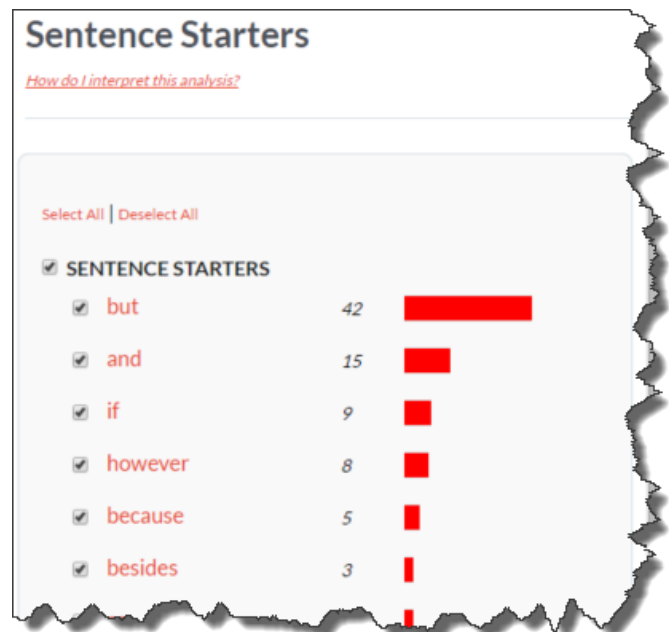 Sentence Starters
How do I interpret this analysis?
Select All | Deselect All
SENTENCE STARTERS
but 42
and 15
if 9
however 8
because 5
besides 3